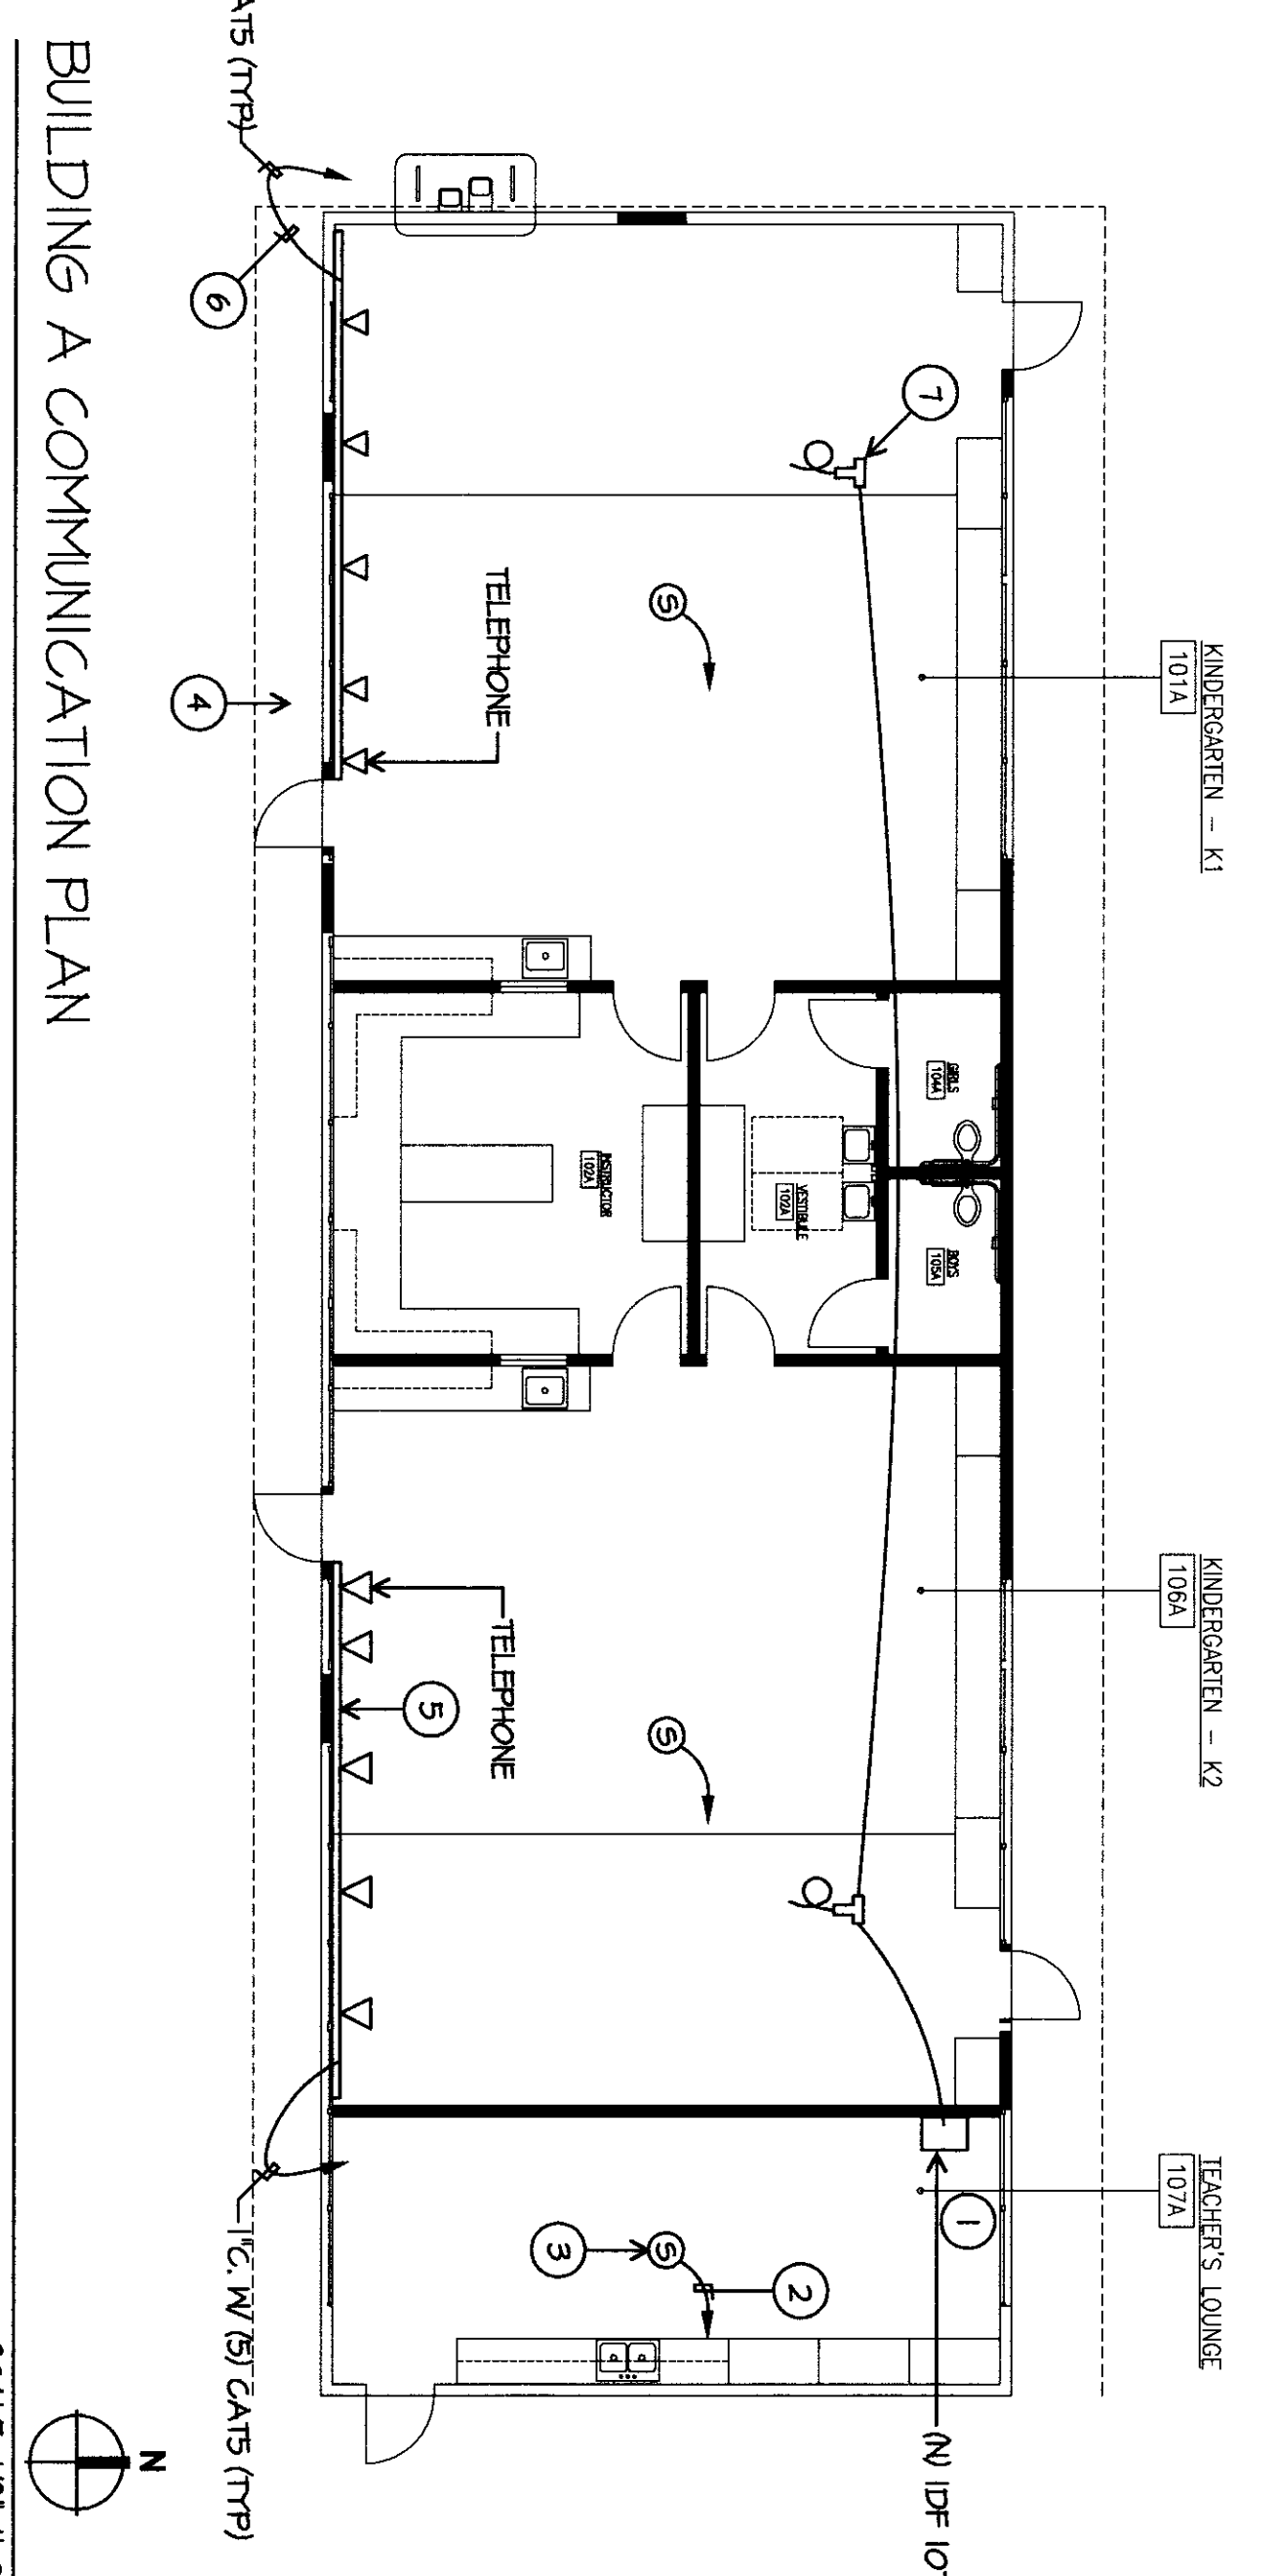 KINDERGARTEN - K1
101A
KINDERGARTEN - K2
106A
TEACHER'S LOUNGE
107A
(N) IDF 107
1
7
GIRLS
104A
BOYS
105A
VESTIBULE
102A
INSTRUCTOR
102A
2
S
S
S
3
TELEPHONE
TELEPHONE
5
6
4
CAT5 (TYP)
1"C. W/ (5) CAT5 (TYP)
N
BUILDING A COMMUNICATION PLAN